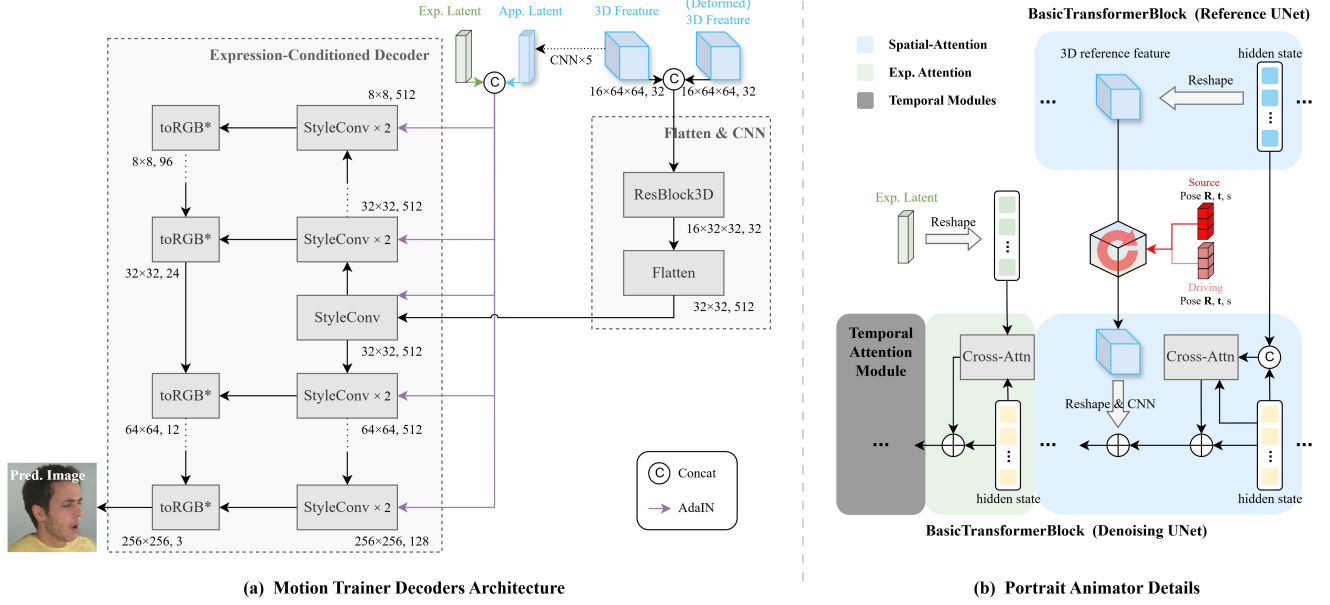 Exp. Latent
App. Latent
3D Freature
(Deformed)
3D Freature
Expression-Conditioned Decoder
CNN×5
C
C
16×64×64, 32
16×64×64, 32
8×8, 512
toRGB*
StyleConv × 2
8×8, 96
Flatten & CNN
ResBlock3D
16×32×32, 32
32×32, 512
toRGB*
StyleConv × 2
32×32, 24
Flatten
32×32, 512
StyleConv
32×32, 512
toRGB*
StyleConv × 2
64×64, 12
64×64, 512
Pred. Image
toRGB*
StyleConv × 2
256×256, 3
256×256, 128
C Concat
AdaIN
(a) Motion Trainer Decoders Architecture
BasicTransformerBlock (Reference UNet)
Spatial-Attention
Exp. Attention
Temporal Modules
3D reference feature
hidden state
Reshape
...
...
Exp. Latent
Reshape
Source
Pose R, t, s
Driving
Pose R, t, s
Temporal
Attention
Module
Cross-Attn
Cross-Attn
C
Reshape & CNN
...
...
...
hidden state
hidden state
BasicTransformerBlock (Denoising UNet)
(b) Portrait Animator Details